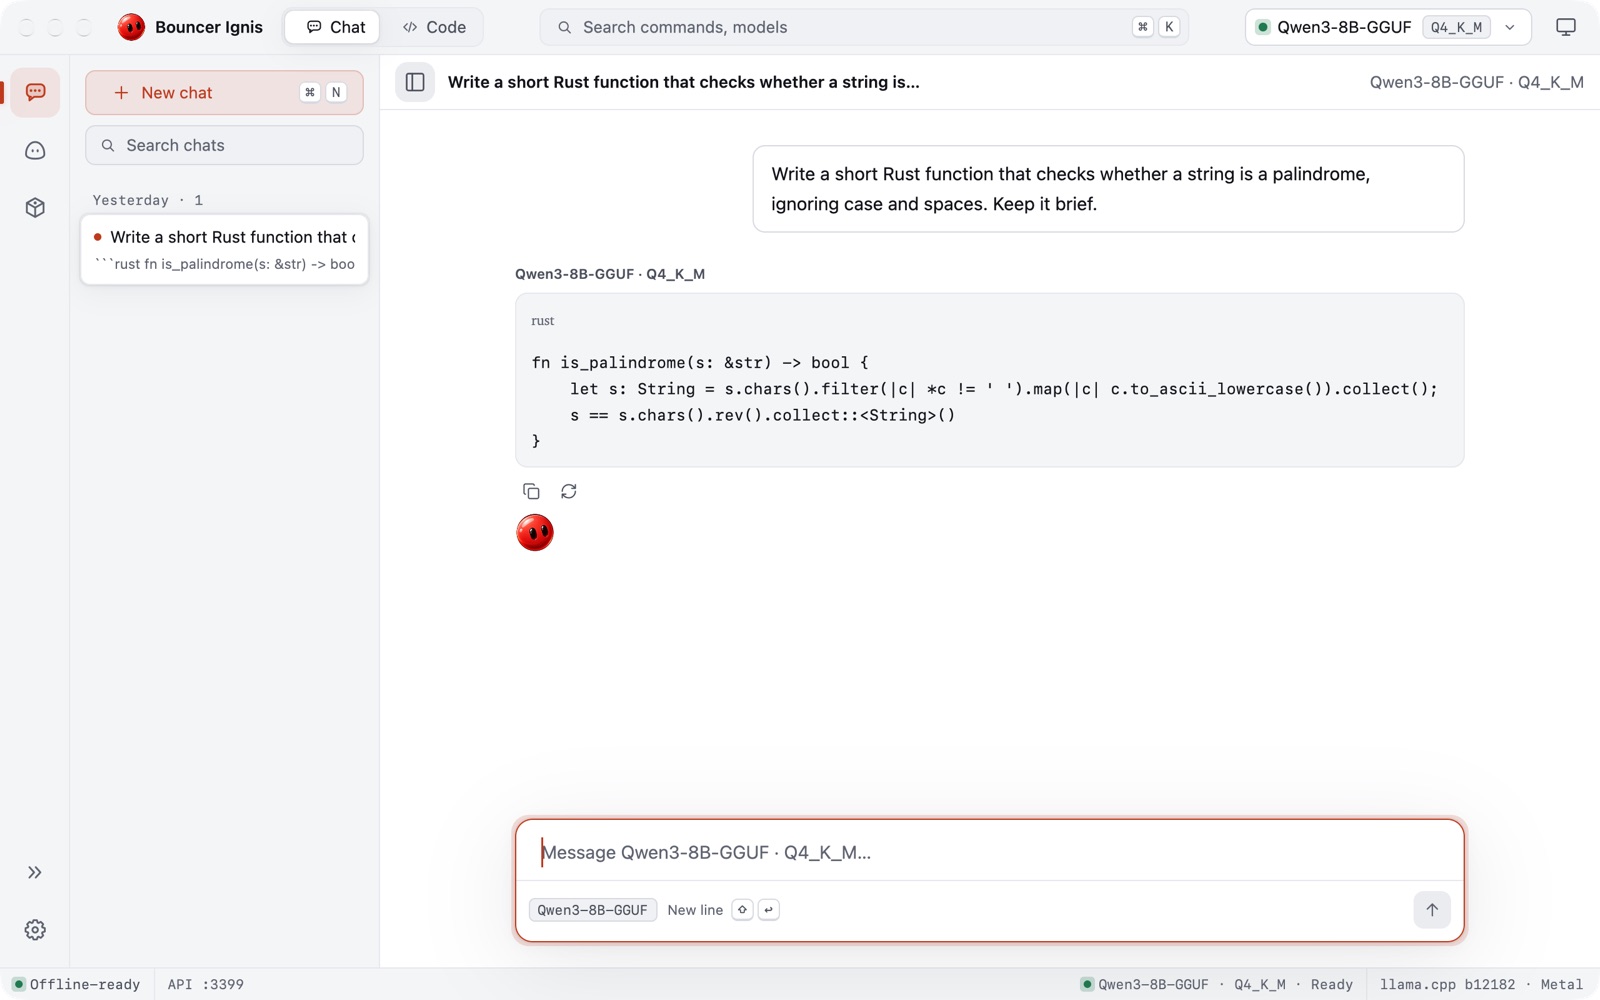 Bouncer Ignis
Chat
Code
Search commands, models
⌘ K
Qwen3-8B-GGUF Q4_K_M
New chat
⌘ N
Search chats
Yesterday · 1
Write a short Rust function that c
```rust fn is_palindrome(s: &str) -> boo
Write a short Rust function that checks whether a string is...
Qwen3-8B-GGUF · Q4_K_M
Write a short Rust function that checks whether a string is a palindrome,
ignoring case and spaces. Keep it brief.
Qwen3-8B-GGUF · Q4_K_M
rust
fn is_palindrome(s: &str) -> bool {
    let s: String = s.chars().filter(|c| *c != ' ').map(|c| c.to_ascii_lowercase()).collect();
    s == s.chars().rev().collect::<String>()
}
Message Qwen3-8B-GGUF · Q4_K_M...
Qwen3-8B-GGUF New line
Offline-ready
API :3399
Qwen3-8B-GGUF · Q4_K_M · Ready
llama.cpp b12182 · Metal